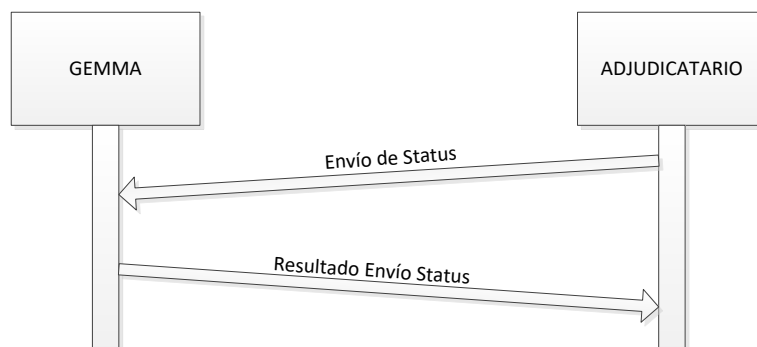 GEMMA
ADJUDICATARIO
Envío de Status
Resultado Envío Status